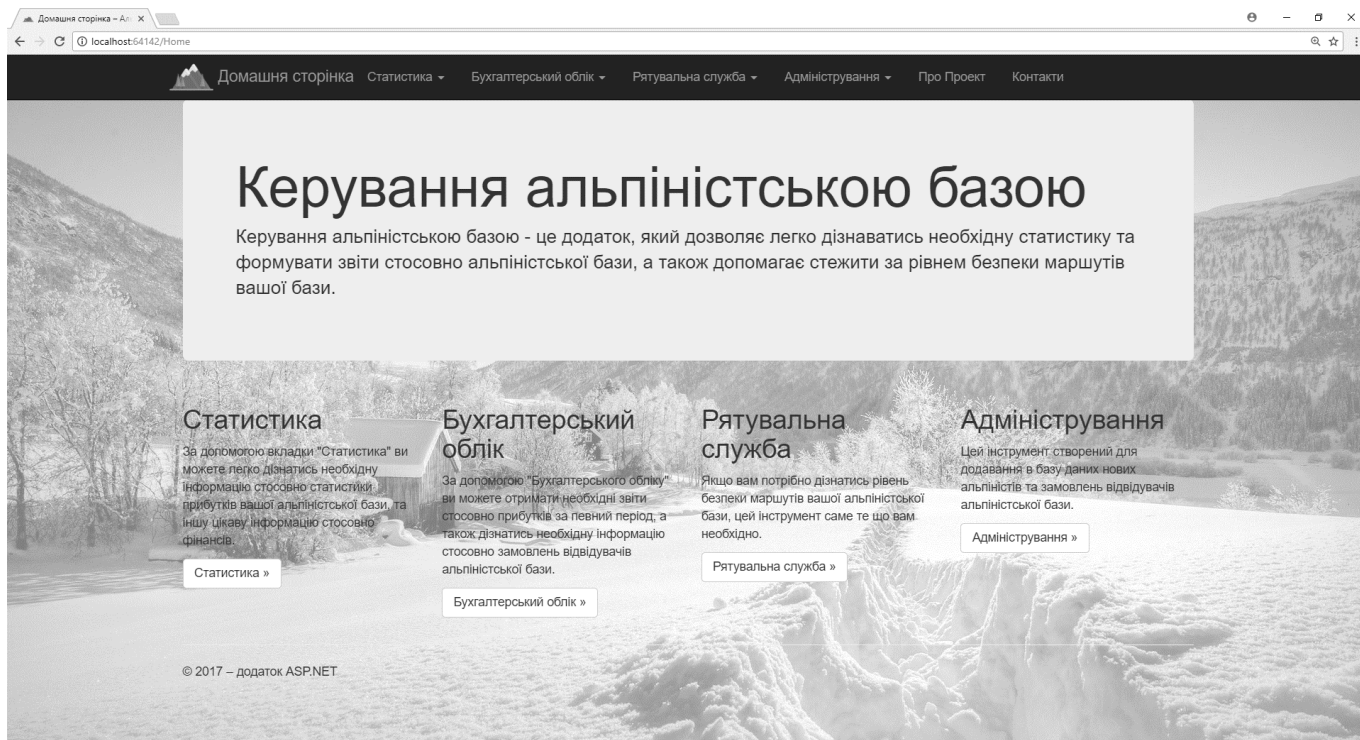 Домашня сторінка – Ал
localhost:64142/Home
Домашня сторінка Статистика Бухгалтерський облік Рятувальна служба Адміністрування Про Проект Контакти
Керування альпіністською базою
Керування альпіністською базою - це додаток, який дозволяє легко дізнаватись необхідну статистику та
формувати звіти стосовно альпіністської бази, а також допомагає стежити за рівнем безпеки маршутів
вашої бази.
Статистика
За допомогою вкладки "Статистика" ви
можете легко дізнатись необхідну
інформацію стосовно статистики
прибутків вашої альпіністської бази, та
іншу цікаву інформацію стосовно
фінансів.
Статистика »
Бухгалтерський
облік
За допомогою "Бухгалтерського обліку"
ви можете отримати необхідні звіти
стосовно прибутків за певний період, а
також дізнатись необхідну інформацію
стосовно замовлень відвідувачів
альпіністської бази.
Бухгалтерський облік »
Рятувальна
служба
Якщо вам потрібно дізнатись рівень
безпеки маршутів вашої альпіністської
бази, цей інструмент саме те що вам
необхідно.
Рятувальна служба »
Адміністрування
Цей інструмент створений для
додавання в базу даних нових
альпіністів та замовлень відвідувачів
альпіністської бази.
Адміністрування »
© 2017 – додаток ASP.NET